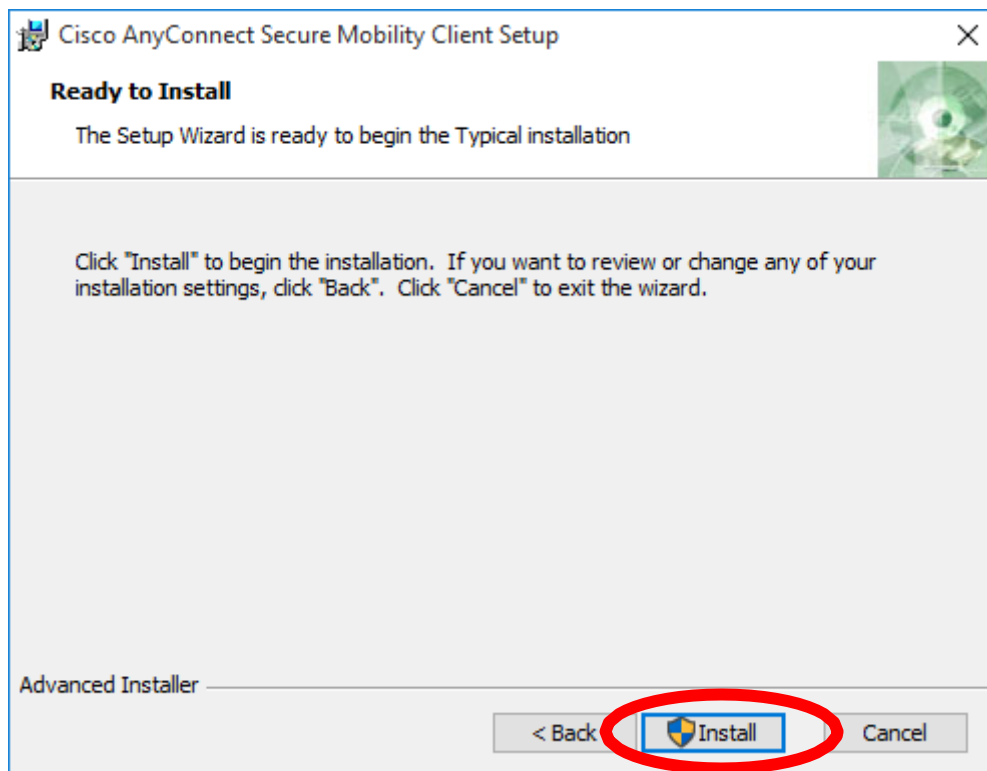 Cisco AnyConnect Secure Mobility Client Setup
Ready to Install
The Setup Wizard is ready to begin the Typical installation
Click "Install" to begin the installation.  If you want to review or change any of your
installation settings, click "Back".  Click "Cancel" to exit the wizard.
Advanced Installer
< Back Install Cancel